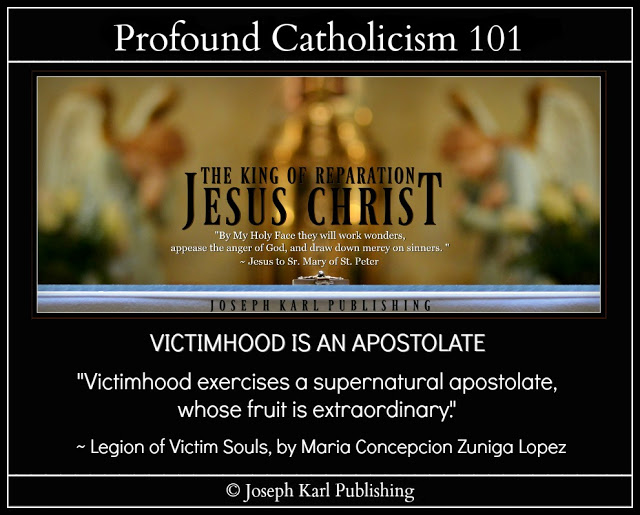 Profound Catholicism 101
THE KING OF REPARATION
JESUS CHRIST
"By My Holy Face they will work wonders,
appease the anger of God, and draw down mercy on sinners. "
~ Jesus to Sr. Mary of St. Peter
JOSEPH KARL PUBLISHING
VICTIMHOOD IS AN APOSTOLATE
"Victimhood exercises a supernatural apostolate,
whose fruit is extraordinary."
~ Legion of Victim Souls, by Maria Concepcion Zuniga Lopez
© Joseph Karl Publishing